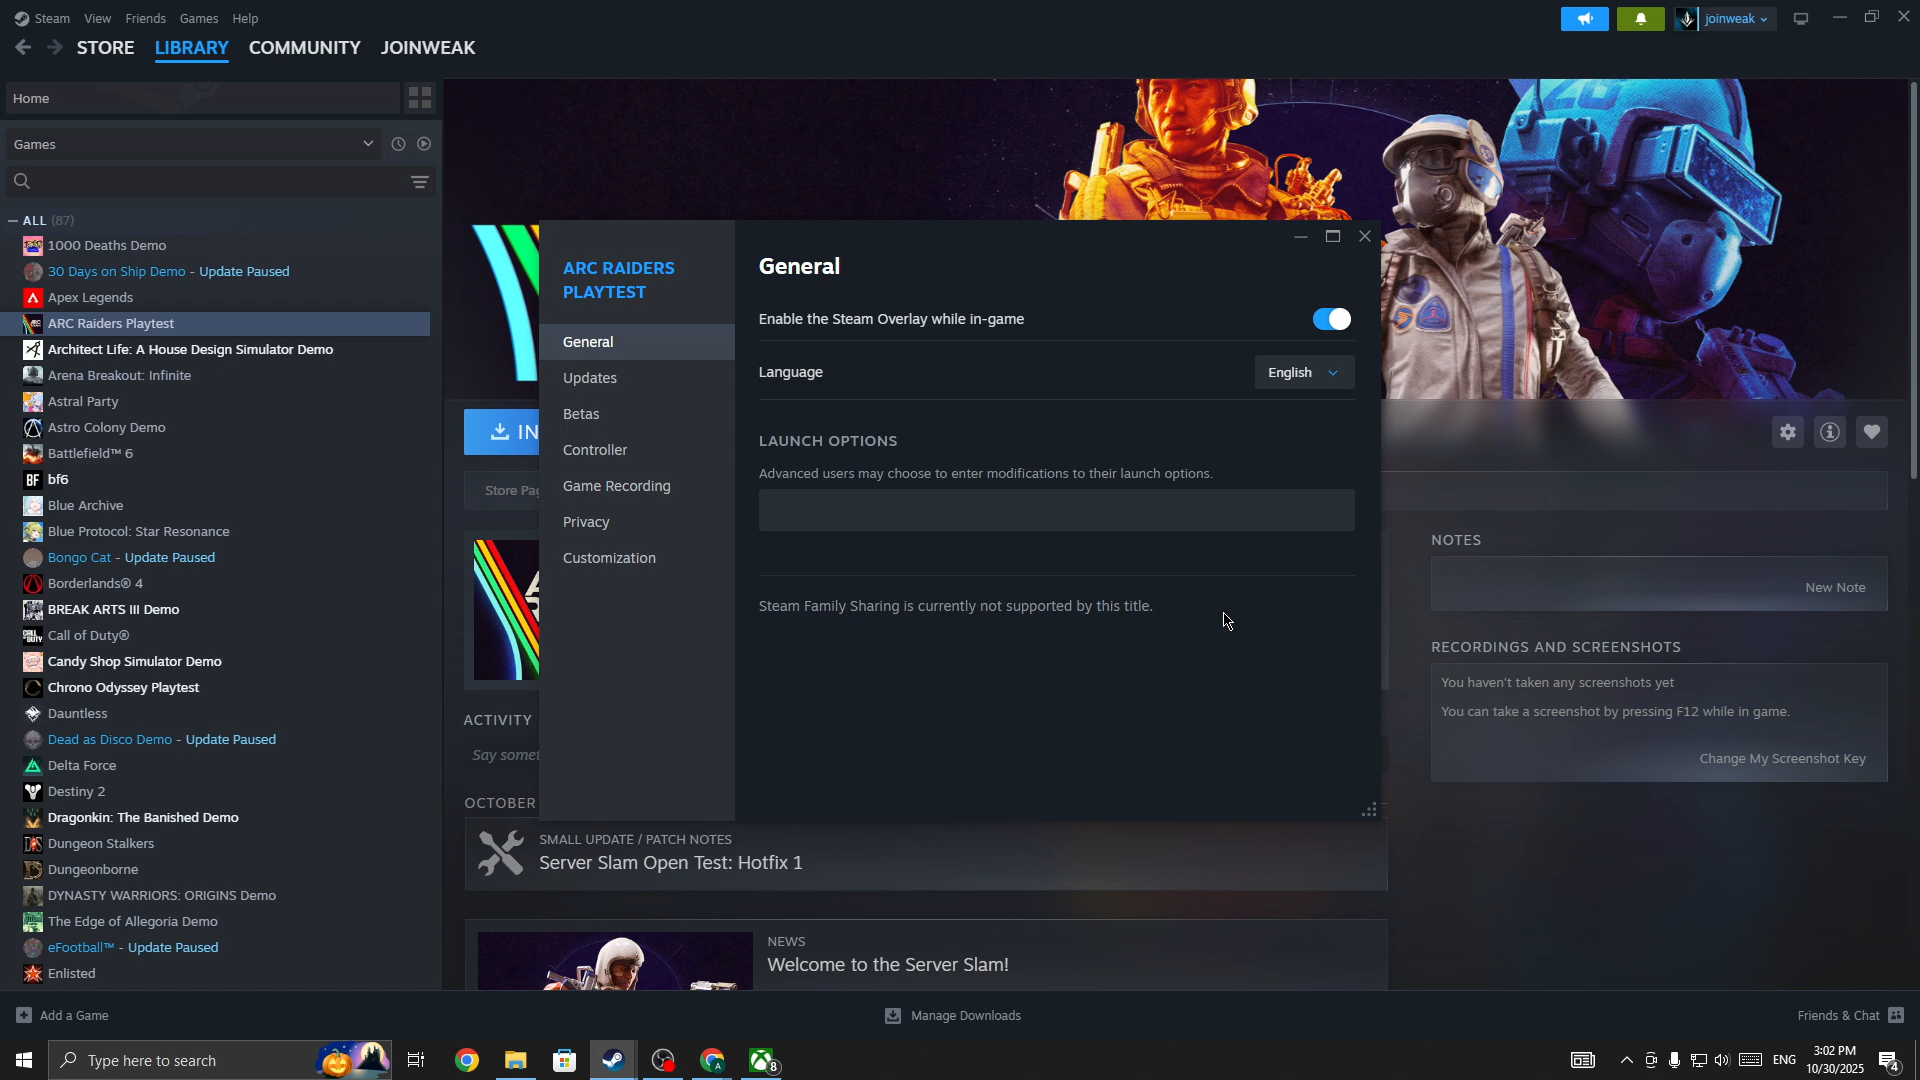 Steam View Friends Games Help
joinweak
STORE LIBRARY COMMUNITY JOINWEAK
Home
Games
ALL (87)
1000 Deaths Demo
30 Days on Ship Demo - Update Paused
Apex Legends
ARC Raiders Playtest
Architect Life: A House Design Simulator Demo
Arena Breakout: Infinite
Astral Party
Astro Colony Demo
Battlefield™ 6
BF bf6
Blue Archive
Blue Protocol: Star Resonance
Bongo Cat - Update Paused
Borderlands® 4
BREAK ARTS III Demo
Call of Duty®
Candy Shop Simulator Demo
Chrono Odyssey Playtest
Dauntless
Dead as Disco Demo - Update Paused
Delta Force
Destiny 2
Dragonkin: The Banished Demo
Dungeon Stalkers
Dungeonborne
DYNASTY WARRIORS: ORIGINS Demo
The Edge of Allegoria Demo
eFootball™ - Update Paused
Enlisted
ARC RAIDERS
PLAYTEST
General
Updates
Betas
Controller
Game Recording
Privacy
Customization
General
Enable the Steam Overlay while in-game
Language English
LAUNCH OPTIONS
Advanced users may choose to enter modifications to their launch options.
Steam Family Sharing is currently not supported by this title.
IN
Store Pag
ACTIVITY
Say somet
OCTOBER
SMALL UPDATE / PATCH NOTES
Server Slam Open Test: Hotfix 1
NEWS
Welcome to the Server Slam!
NOTES
New Note
RECORDINGS AND SCREENSHOTS
You haven't taken any screenshots yet
You can take a screenshot by pressing F12 while in game.
Change My Screenshot Key
Add a Game
Manage Downloads
Friends & Chat
Type here to search
8
ENG
3:02 PM
10/30/2025
4